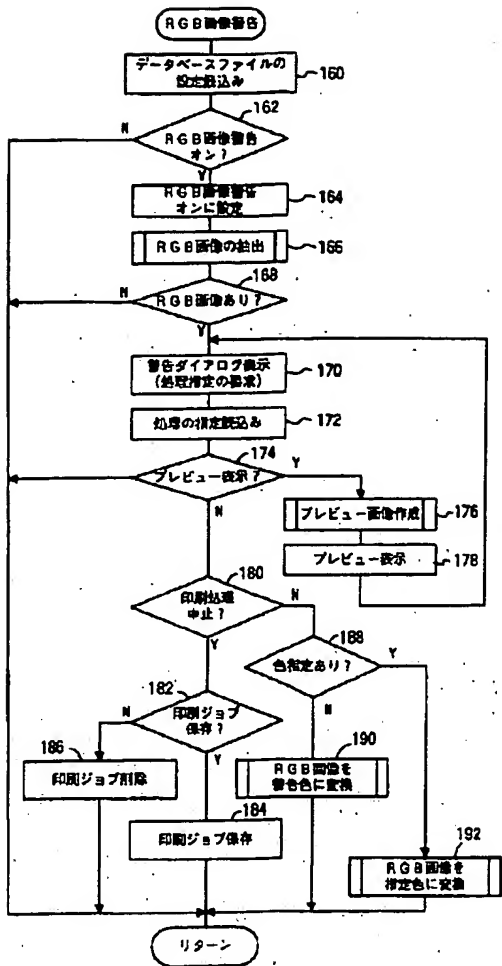 RGB画像警告
データベースファイルの
設定読込み
160
162
N
RGB画像警告
オン？
Y
RGB画像警告
オンに設定
164
RGB画像の抽出
166
168
N
RGB画像あり？
Y
警告ダイアログ表示
(処理指定の要求)
170
処理の指定読込み
172
174
プレビュー表示？
Y
N
プレビュー画像作成
176
プレビュー表示
178
180
印刷処理
中止？
N
Y
188
色指定あり？
Y
N
182
N
印刷ジョブ
保存？
Y
186
印刷ジョブ削除
190
RGB画像を
警告色に変換
184
印刷ジョブ保存
192
RGB画像を
指定色に変換
リターン